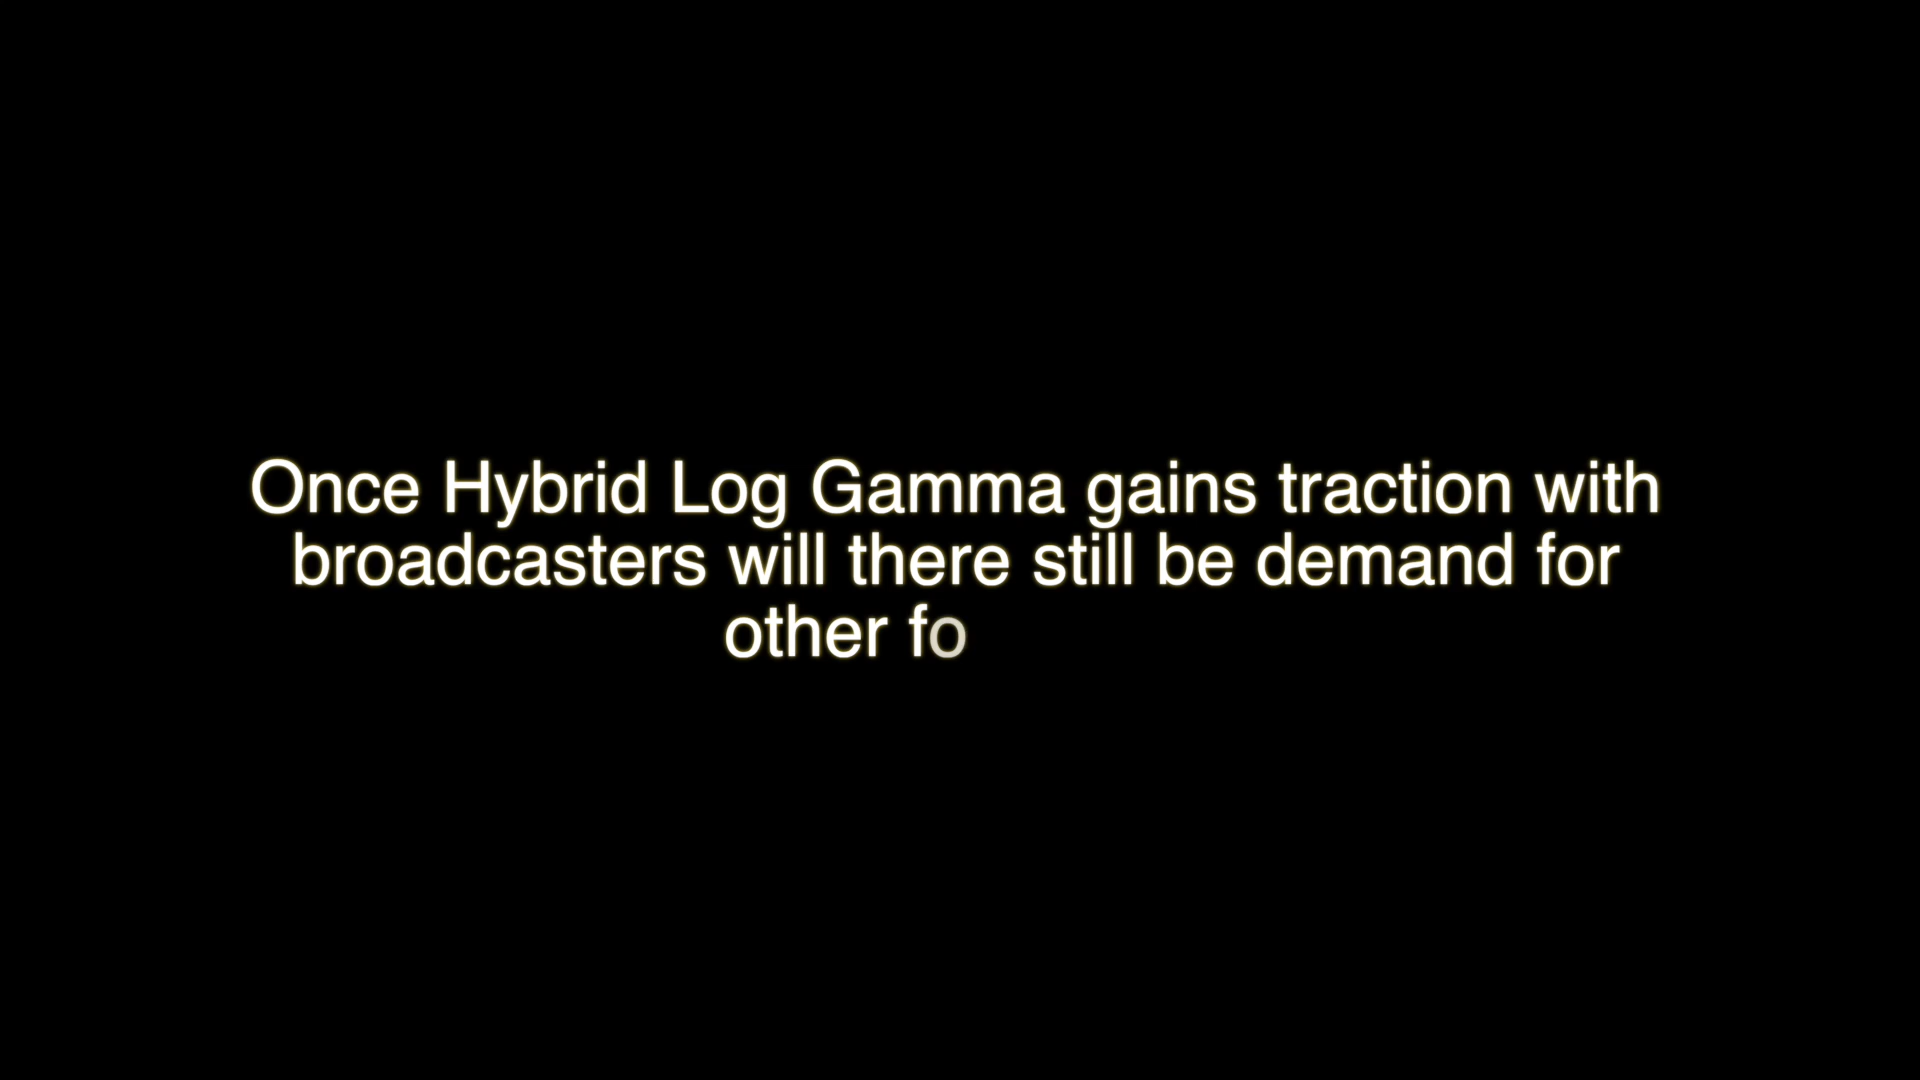 Once Hybrid Log Gamma gains traction with
broadcasters will there still be demand for
other fo